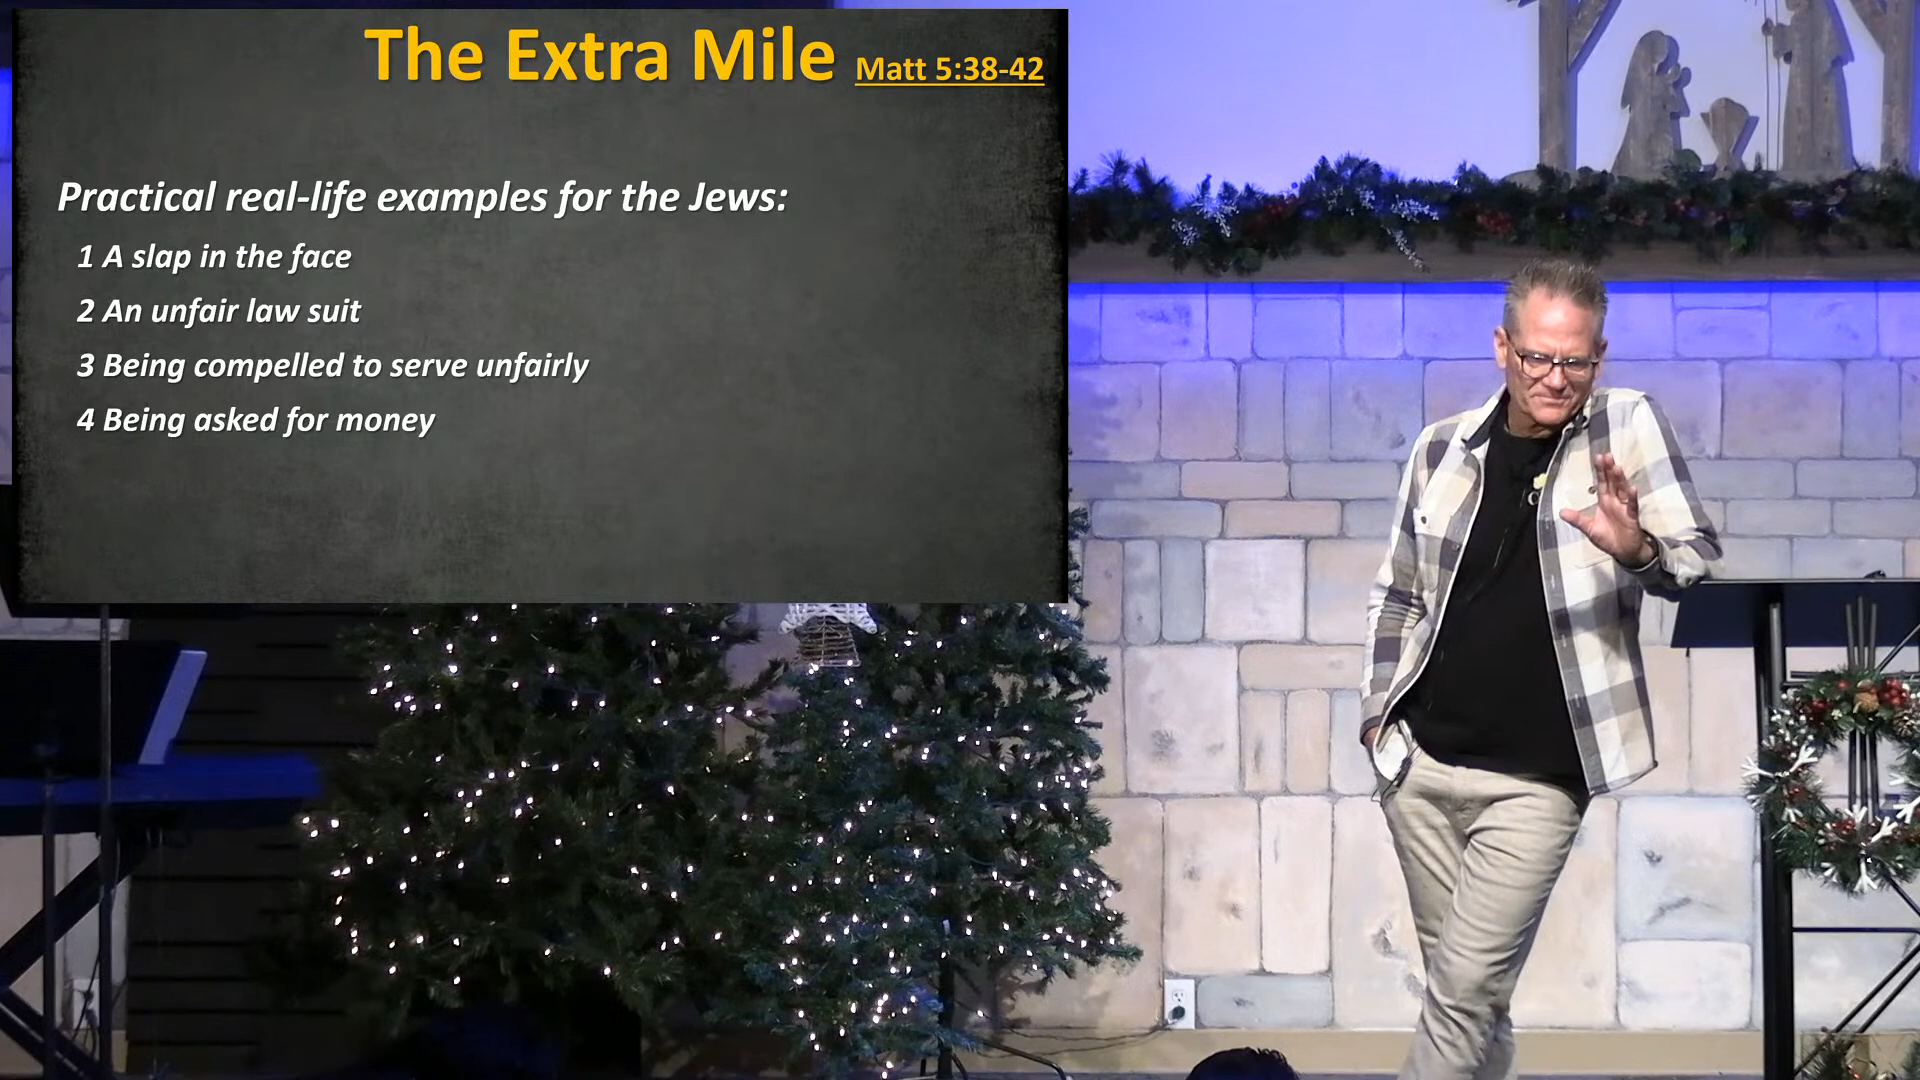 The Extra Mile Matt 5:38-42
Practical real-life examples for the Jews:
1 A slap in the face
2 An unfair law suit
3 Being compelled to serve unfairly
4 Being asked for money